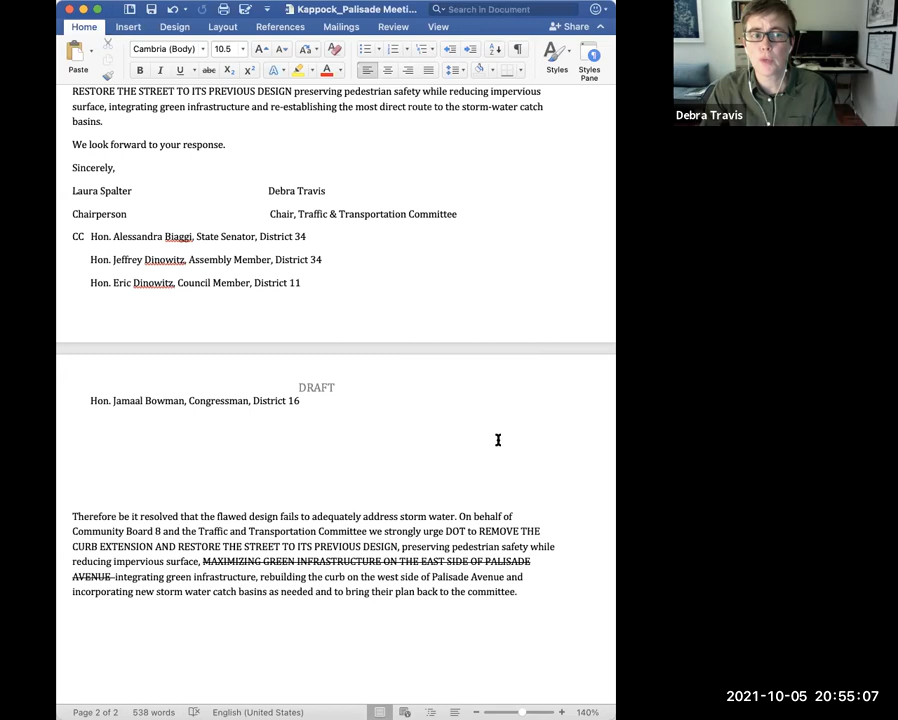 Kappock_Palisade Meeti...
Search in Document
Home Insert Design Layout References Mailings Review View Share
Paste
Cambria (Body) 10.5
Styles
Styles Pane
RESTORE THE STREET TO ITS PREVIOUS DESIGN preserving pedestrian safety while reducing impervious
surface, integrating green infrastructure and re-establishing the most direct route to the storm-water catch
basins.
We look forward to your response.
Sincerely,
Laura Spalter Debra Travis
Chairperson Chair, Traffic & Transportation Committee
CC Hon. Alessandra Biaggi, State Senator, District 34
Hon. Jeffrey Dinowitz, Assembly Member, District 34
Hon. Eric Dinowitz, Council Member, District 11
DRAFT
Hon. Jamaal Bowman, Congressman, District 16
Therefore be it resolved that the flawed design fails to adequately address storm water. On behalf of
Community Board 8 and the Traffic and Transportation Committee we strongly urge DOT to REMOVE THE
CURB EXTENSION AND RESTORE THE STREET TO ITS PREVIOUS DESIGN, preserving pedestrian safety while
reducing impervious surface, MAXIMIZING GREEN INFRASTRUCTURE ON THE EAST SIDE OF PALISADE
AVENUE integrating green infrastructure, rebuilding the curb on the west side of Palisade Avenue and
incorporating new storm water catch basins as needed and to bring their plan back to the committee.
Page 2 of 2 538 words English (United States) 140%
Debra Travis
2021-10-05 20:55:07